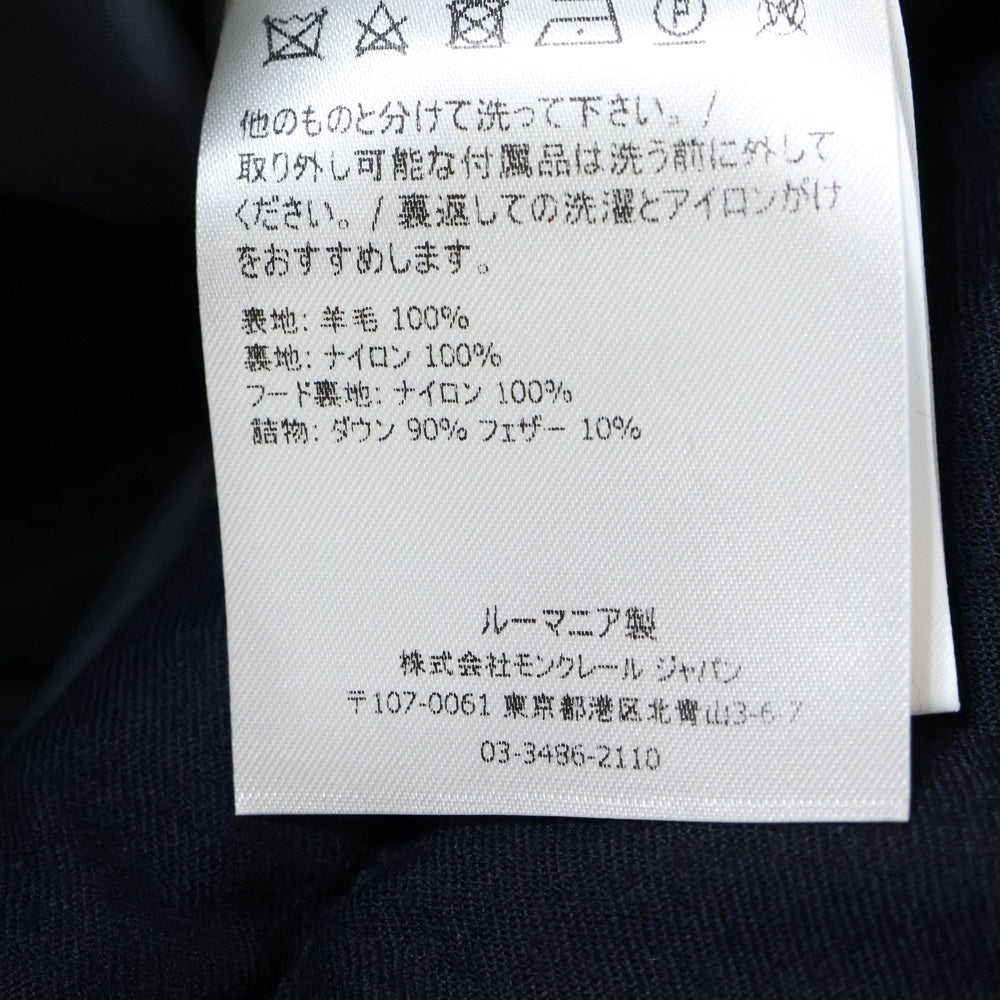 他のものと分けて洗って下さい。/
取り外し可能な付属品は洗う前に外して
ください。/ 裏返しての洗濯とアイロンがけ
をおすすめします。
表地: 羊毛 100%
裏地: ナイロン 100%
フード裏地: ナイロン 100%
詰物: ダウン 90% フェザー 10%
ルーマニア製
株式会社モンクレール ジャパン
〒107-0061 東京都港区北青山3-6-7
03-3486-2110